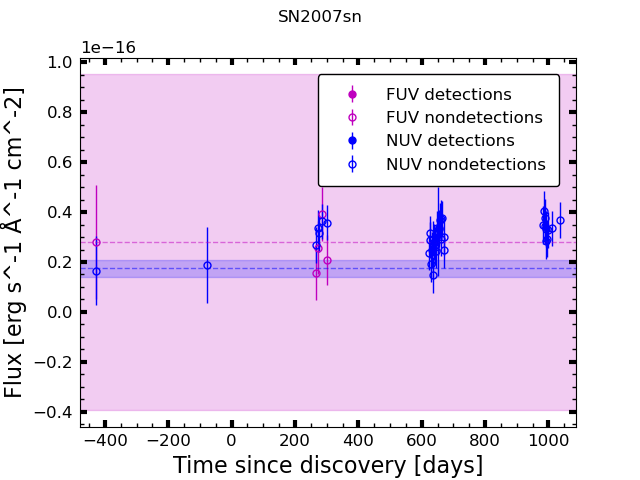 SN2007sn
1e−16
1.0
0.8
0.6
0.4
0.2
0.0
−0.2
−0.4
Flux [erg s^-1 Å^-1 cm^-2]
FUV detections
FUV nondetections
NUV detections
NUV nondetections
−400 −200 0 200 400 600 800 1000
Time since discovery [days]